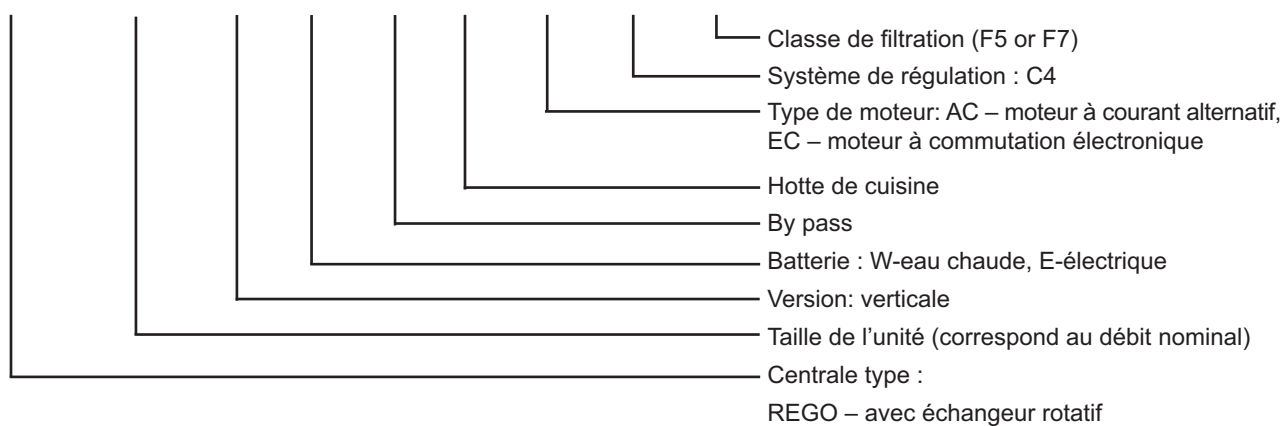 Classe de filtration (F5 or F7)
Système de régulation : C4
Type de moteur: AC – moteur à courant alternatif,
EC – moteur à commutation électronique
Hotte de cuisine
By pass
Batterie : W-eau chaude, E-électrique
Version: verticale
Taille de l’unité (correspond au débit nominal)
Centrale type :
REGO – avec échangeur rotatif